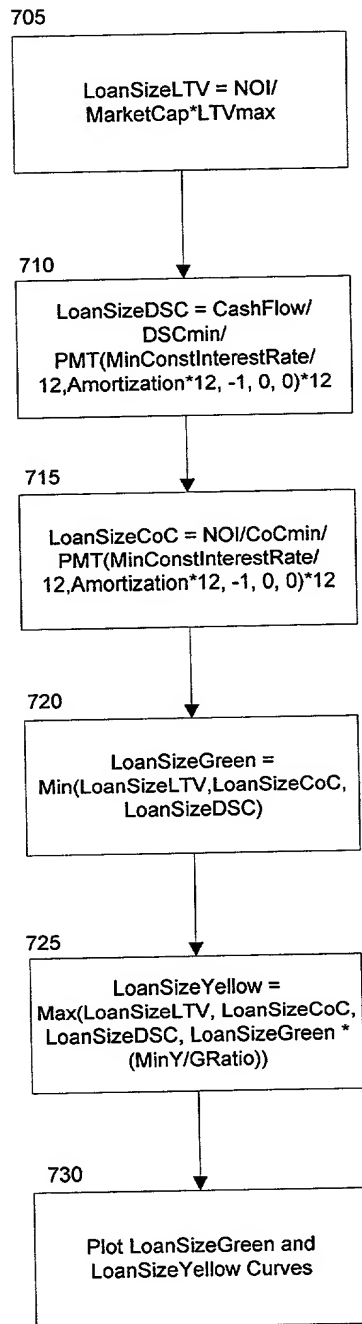 705
LoanSizeLTV = NOI/
MarketCap*LTVmax
710
LoanSizeDSC = CashFlow/
DSCmin/
PMT(MinConstInterestRate/
12,Amortization*12, -1, 0, 0)*12
715
LoanSizeCoC = NOI/CoCmin/
PMT(MinConstInterestRate/
12,Amortization*12, -1, 0, 0)*12
720
LoanSizeGreen =
Min(LoanSizeLTV,LoanSizeCoC,
LoanSizeDSC)
725
LoanSizeYellow =
Max(LoanSizeLTV, LoanSizeCoC,
LoanSizeDSC, LoanSizeGreen *
(MinY/GRatio))
730
Plot LoanSizeGreen and
LoanSizeYellow Curves